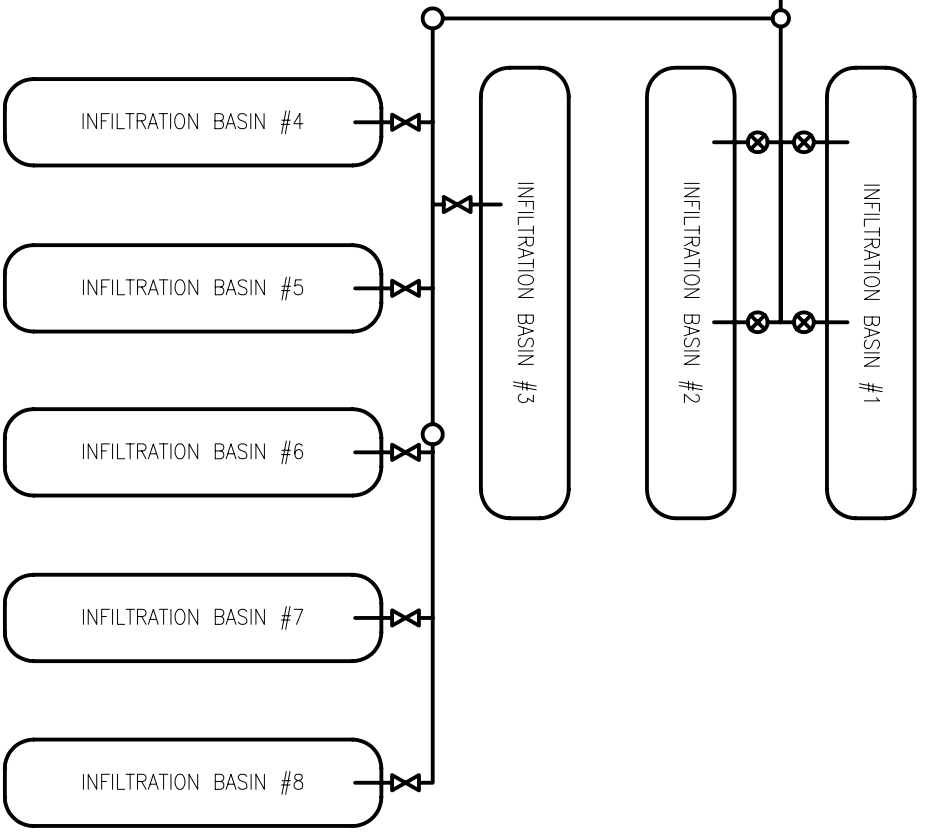 INFILTRATION BASIN #4
INFILTRATION BASIN #5
INFILTRATION BASIN #6
INFILTRATION BASIN #7
INFILTRATION BASIN #8
INFILTRATION BASIN #3
INFILTRATION BASIN #2
INFILTRATION BASIN #1